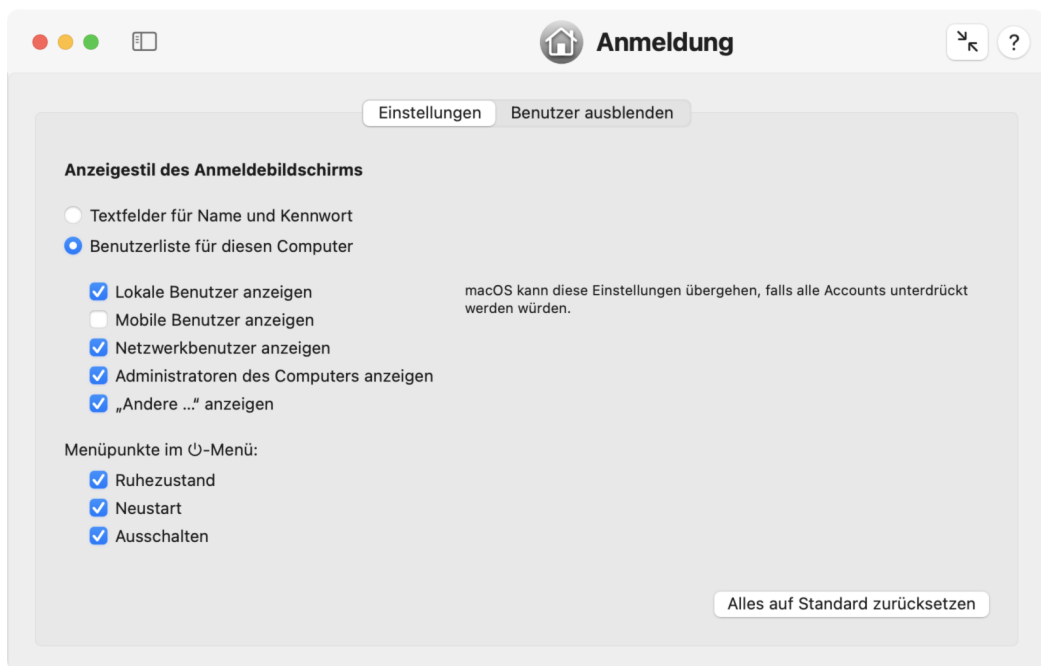 Anmeldung
?
Einstellungen Benutzer ausblenden
Anzeigestil des Anmeldebildschirms
Textfelder für Name und Kennwort
Benutzerliste für diesen Computer
Lokale Benutzer anzeigen
macOS kann diese Einstellungen übergehen, falls alle Accounts unterdrückt
werden würden.
Mobile Benutzer anzeigen
Netzwerkbenutzer anzeigen
Administratoren des Computers anzeigen
„Andere ...“ anzeigen
Menüpunkte im ⏻-Menü:
Ruhezustand
Neustart
Ausschalten
Alles auf Standard zurücksetzen